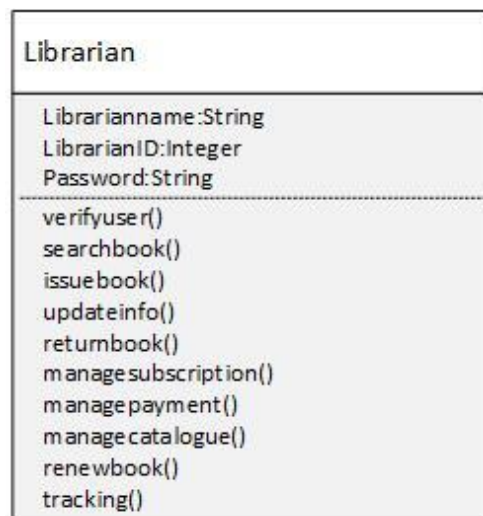 Librarian
Librarianname:String
LibrarianID:Integer
Password:String
verifyuser()
searchbook()
issuebook()
updateinfo()
returnbook()
managesubscription()
managepayment()
managecatalogue()
renewbook()
tracking()